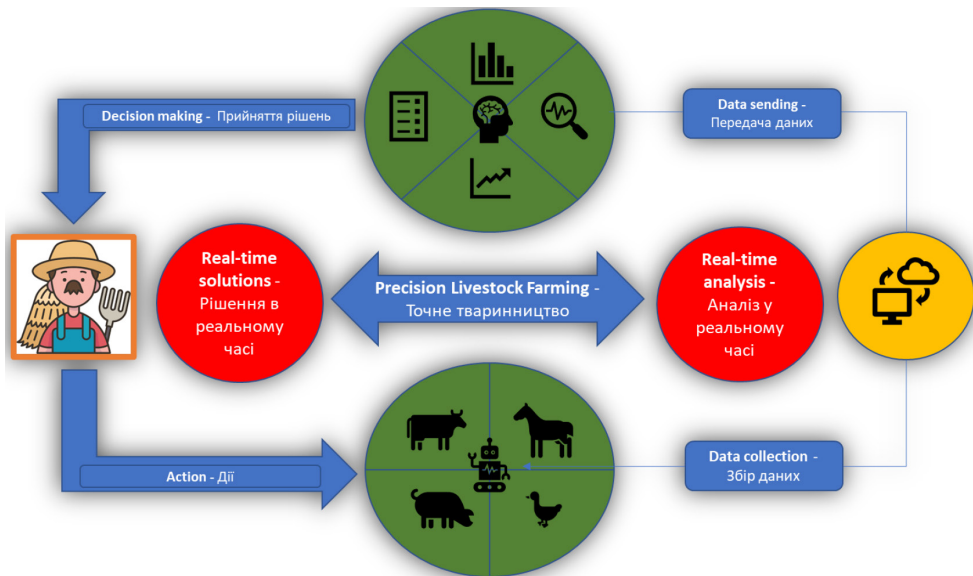 Decision making - Прийняття рішень
Data sending -
Передача даних
Real-time
solutions -
Рішення в
реальному
часі
Precision Livestock Farming -
Точне тваринництво
Real-time
analysis -
Аналіз у
реальному
часі
Action - Дії
Data collection -
Збір даних